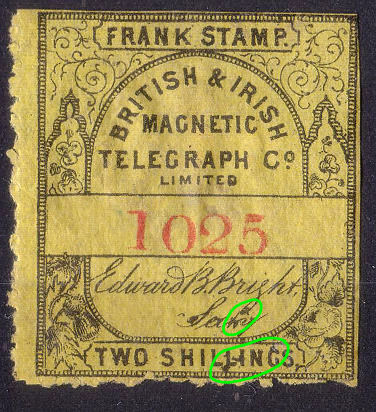 FRANK STAMP.
BRITISH & IRISH
MAGNETIC
TELEGRAPH Co.
LIMITED
1025
Edward B. Bright,
TWO SHILLINGS.